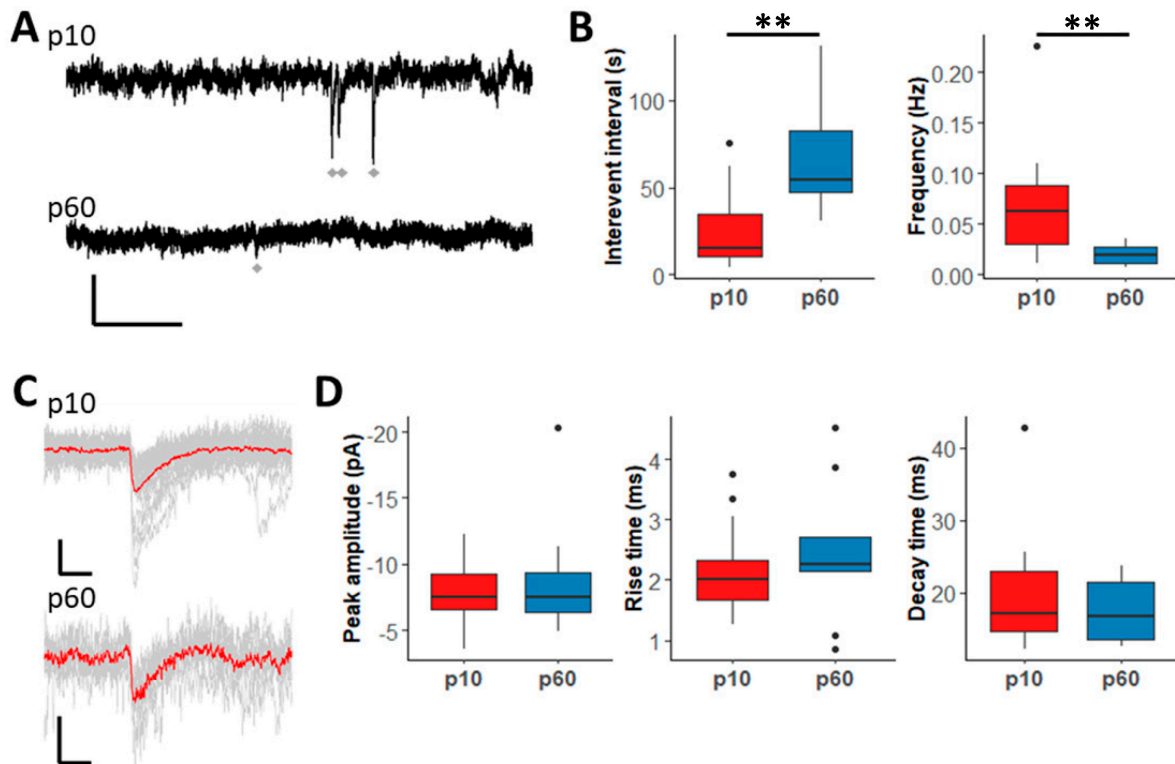 A
p10
p60
B
**
Interevent interval (s)
100
50
0
p10
p60
**
Frequency (Hz)
0.20
0.15
0.10
0.05
0.00
p10
p60
C
p10
p60
D
Peak amplitude (pA)
-20
-15
-10
-5
p10
p60
Rise time (ms)
4
3
2
1
p10
p60
Decay time (ms)
40
30
20
p10
p60